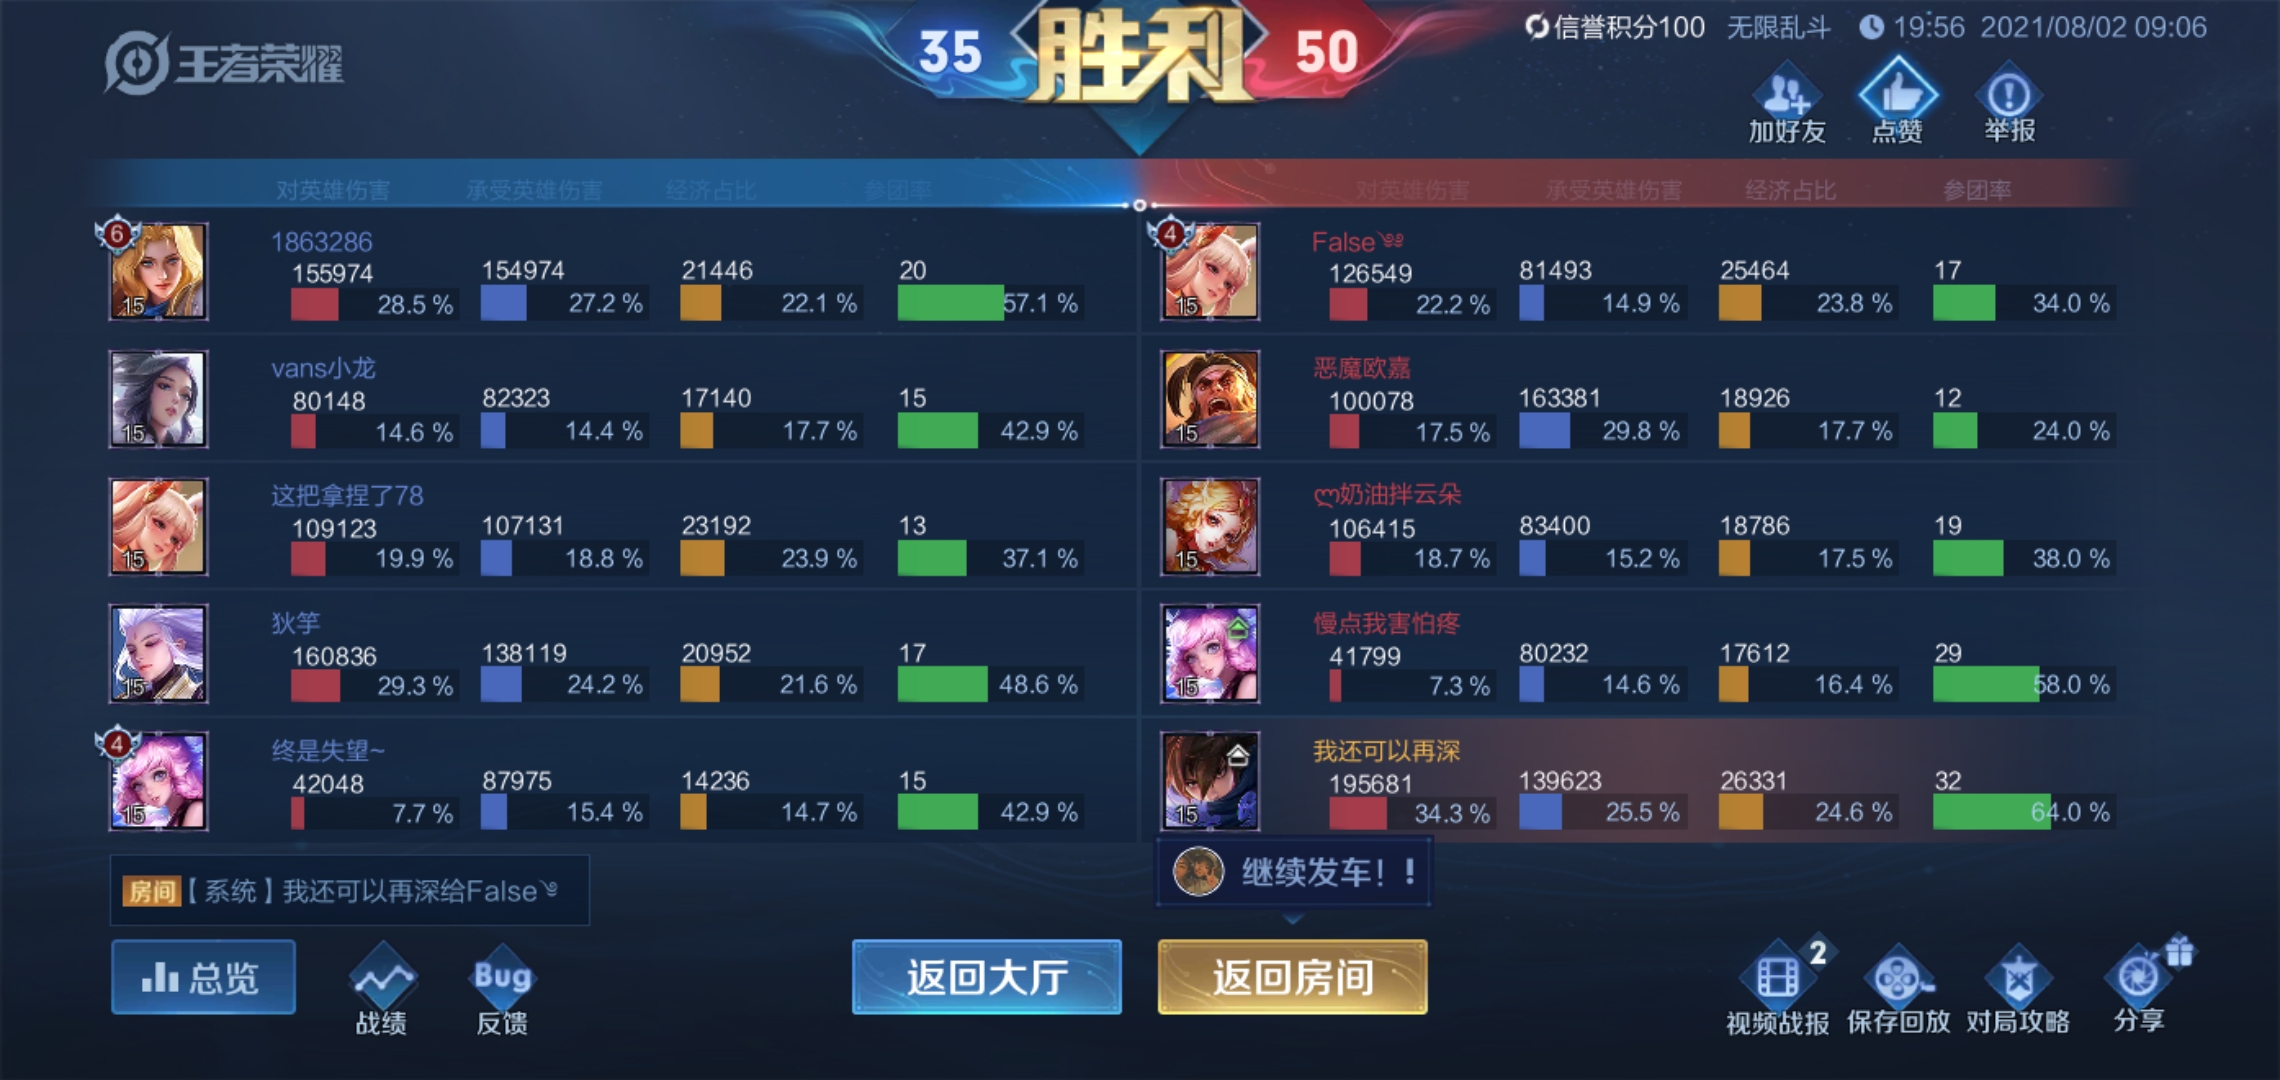 王者荣耀
35 胜利 50
信誉积分100 无限乱斗 19:56 2021/08/02 09:06
加好友 点赞 举报
对英雄伤害 承受英雄伤害 经济占比 参团率 对英雄伤害 承受英雄伤害 经济占比 参团率
6
15
1863286
155974 154974 21446 20
28.5 % 27.2 % 22.1 % 57.1 %
4
15
False
126549 81493 25464 17
22.2 % 14.9 % 23.8 % 34.0 %
15
vans小龙
80148 82323 17140 15
14.6 % 14.4 % 17.7 % 42.9 %
15
恶魔欧嘉
100078 163381 18926 12
17.5 % 29.8 % 17.7 % 24.0 %
15
这把拿捏了78
109123 107131 23192 13
19.9 % 18.8 % 23.9 % 37.1 %
15
ლ奶油拌云朵
106415 83400 18786 19
18.7 % 15.2 % 17.5 % 38.0 %
15
狄竽
160836 138119 20952 17
29.3 % 24.2 % 21.6 % 48.6 %
15
慢点我害怕疼
41799 80232 17612 29
7.3 % 14.6 % 16.4 % 58.0 %
4
15
终是失望~
42048 87975 14236 15
7.7 % 15.4 % 14.7 % 42.9 %
15
我还可以再深
195681 139623 26331 32
34.3 % 25.5 % 24.6 % 64.0 %
继续发车！！
房间【系统】我还可以再深给False
总览
战绩
Bug
反馈
返回大厅
返回房间
2
视频战报 保存回放 对局攻略 分享